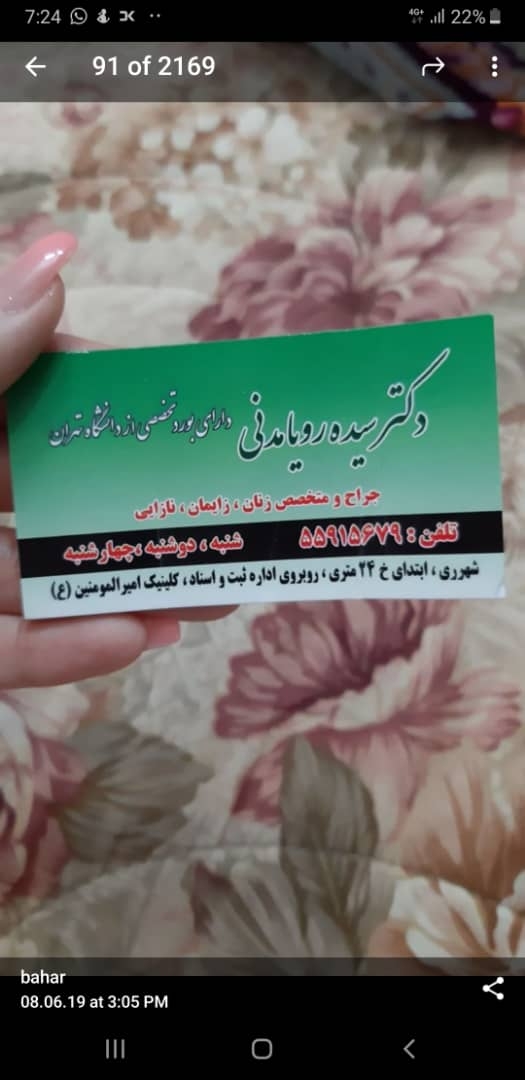 7:24
4G+ 22%
91 of 2169
دکتر سیده رویا مدنی دارای بورد تخصصی از دانشگاه تهران
جراح و متخصص زنان ، زایمان ، نازایی
تلفن : ۵۵۹۱۵۶۷۹ شنبه ، دوشنبه ،چهارشنبه
شهرری ، ابتدای خ ۲۴ متری ، روبروی اداره ثبت و اسناد ، کلینیک امیرالمومنین (ع)
bahar
08.06.19 at 3:05 PM